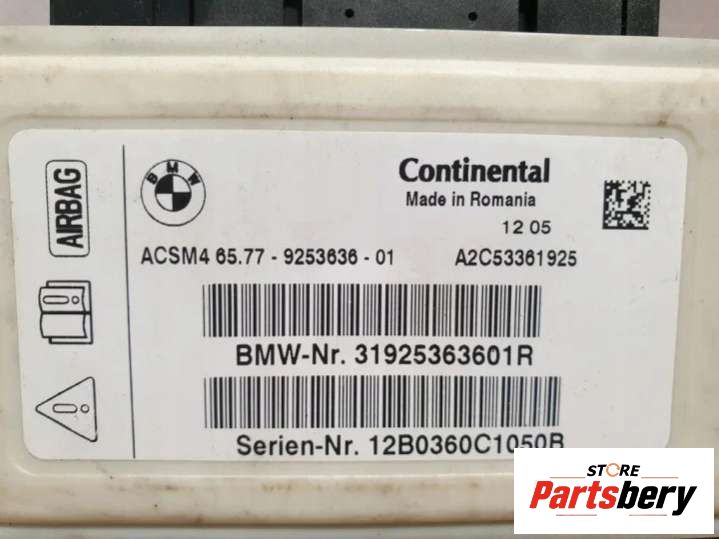 AIRBAG
BMW
Continental
Made in Romania
12 05
ACSM4 65.77 - 9253636 - 01 A2C53361925
BMW-Nr. 31925363601R
Serien-Nr. 12B0360C1050B
STORE
Partsbery